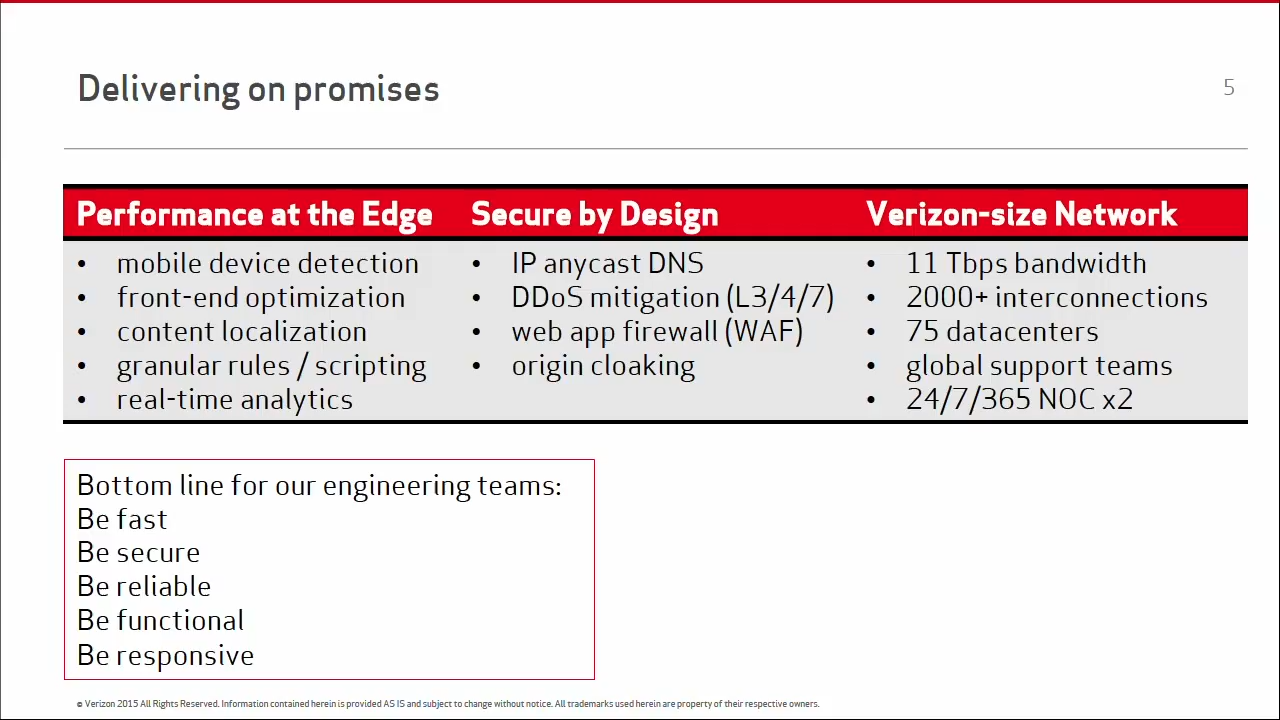 Delivering on promises
5
Performance at the Edge
• mobile device detection
• front-end optimization
• content localization
• granular rules / scripting
• real-time analytics
Secure by Design
• IP anycast DNS
• DDoS mitigation (L3/4/7)
• web app firewall (WAF)
• origin cloaking
Verizon-size Network
• 11 Tbps bandwidth
• 2000+ interconnections
• 75 datacenters
• global support teams
• 24/7/365 NOC x2
Bottom line for our engineering teams:
Be fast
Be secure
Be reliable
Be functional
Be responsive
© Verizon 2015 All Rights Reserved. Information contained herein is provided AS IS and subject to change without notice. All trademarks used herein are property of their respective owners.